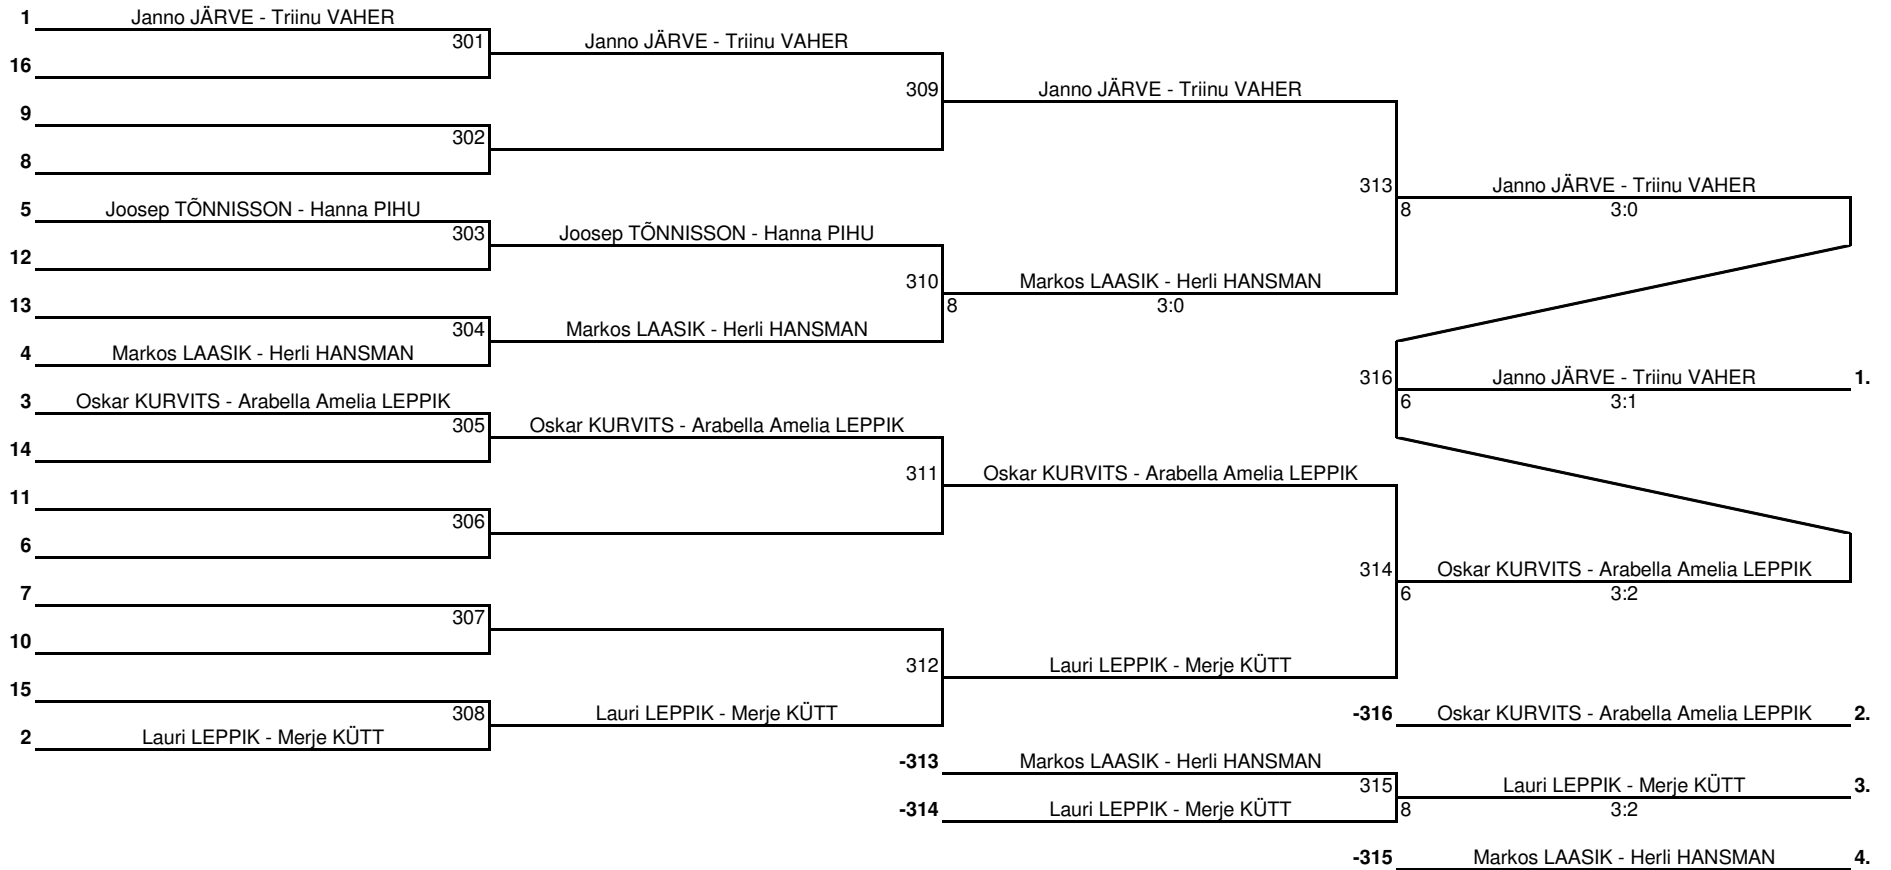 1 Janno JÄRVE - Triinu VAHER
301 Janno JÄRVE - Triinu VAHER
16
309 Janno JÄRVE - Triinu VAHER
9
302
8
313 Janno JÄRVE - Triinu VAHER
8 3:0
5 Joosep TÕNNISSON - Hanna PIHU
303 Joosep TÕNNISSON - Hanna PIHU
12
310 Markos LAASIK - Herli HANSMAN
8 3:0
13
304 Markos LAASIK - Herli HANSMAN
4 Markos LAASIK - Herli HANSMAN
316 Janno JÄRVE - Triinu VAHER 1.
6 3:1
3 Oskar KURVITS - Arabella Amelia LEPPIK
305 Oskar KURVITS - Arabella Amelia LEPPIK
14
311 Oskar KURVITS - Arabella Amelia LEPPIK
11
306
6
314 Oskar KURVITS - Arabella Amelia LEPPIK
6 3:2
7
307
10
312 Lauri LEPPIK - Merje KÜTT
15
308 Lauri LEPPIK - Merje KÜTT
2 Lauri LEPPIK - Merje KÜTT
-316 Oskar KURVITS - Arabella Amelia LEPPIK 2.
-313 Markos LAASIK - Herli HANSMAN
315 Lauri LEPPIK - Merje KÜTT 3.
8 3:2
-314 Lauri LEPPIK - Merje KÜTT
-315 Markos LAASIK - Herli HANSMAN 4.